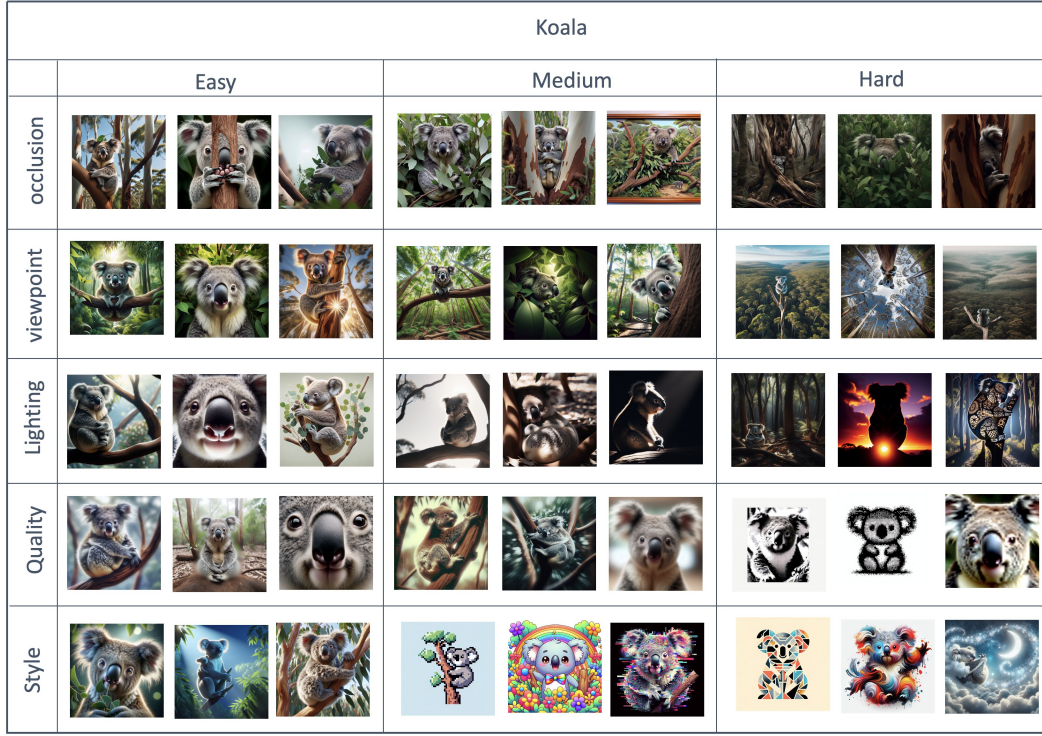 Koala
Easy
Medium
Hard
occlusion
viewpoint
Lighting
Quality
Style